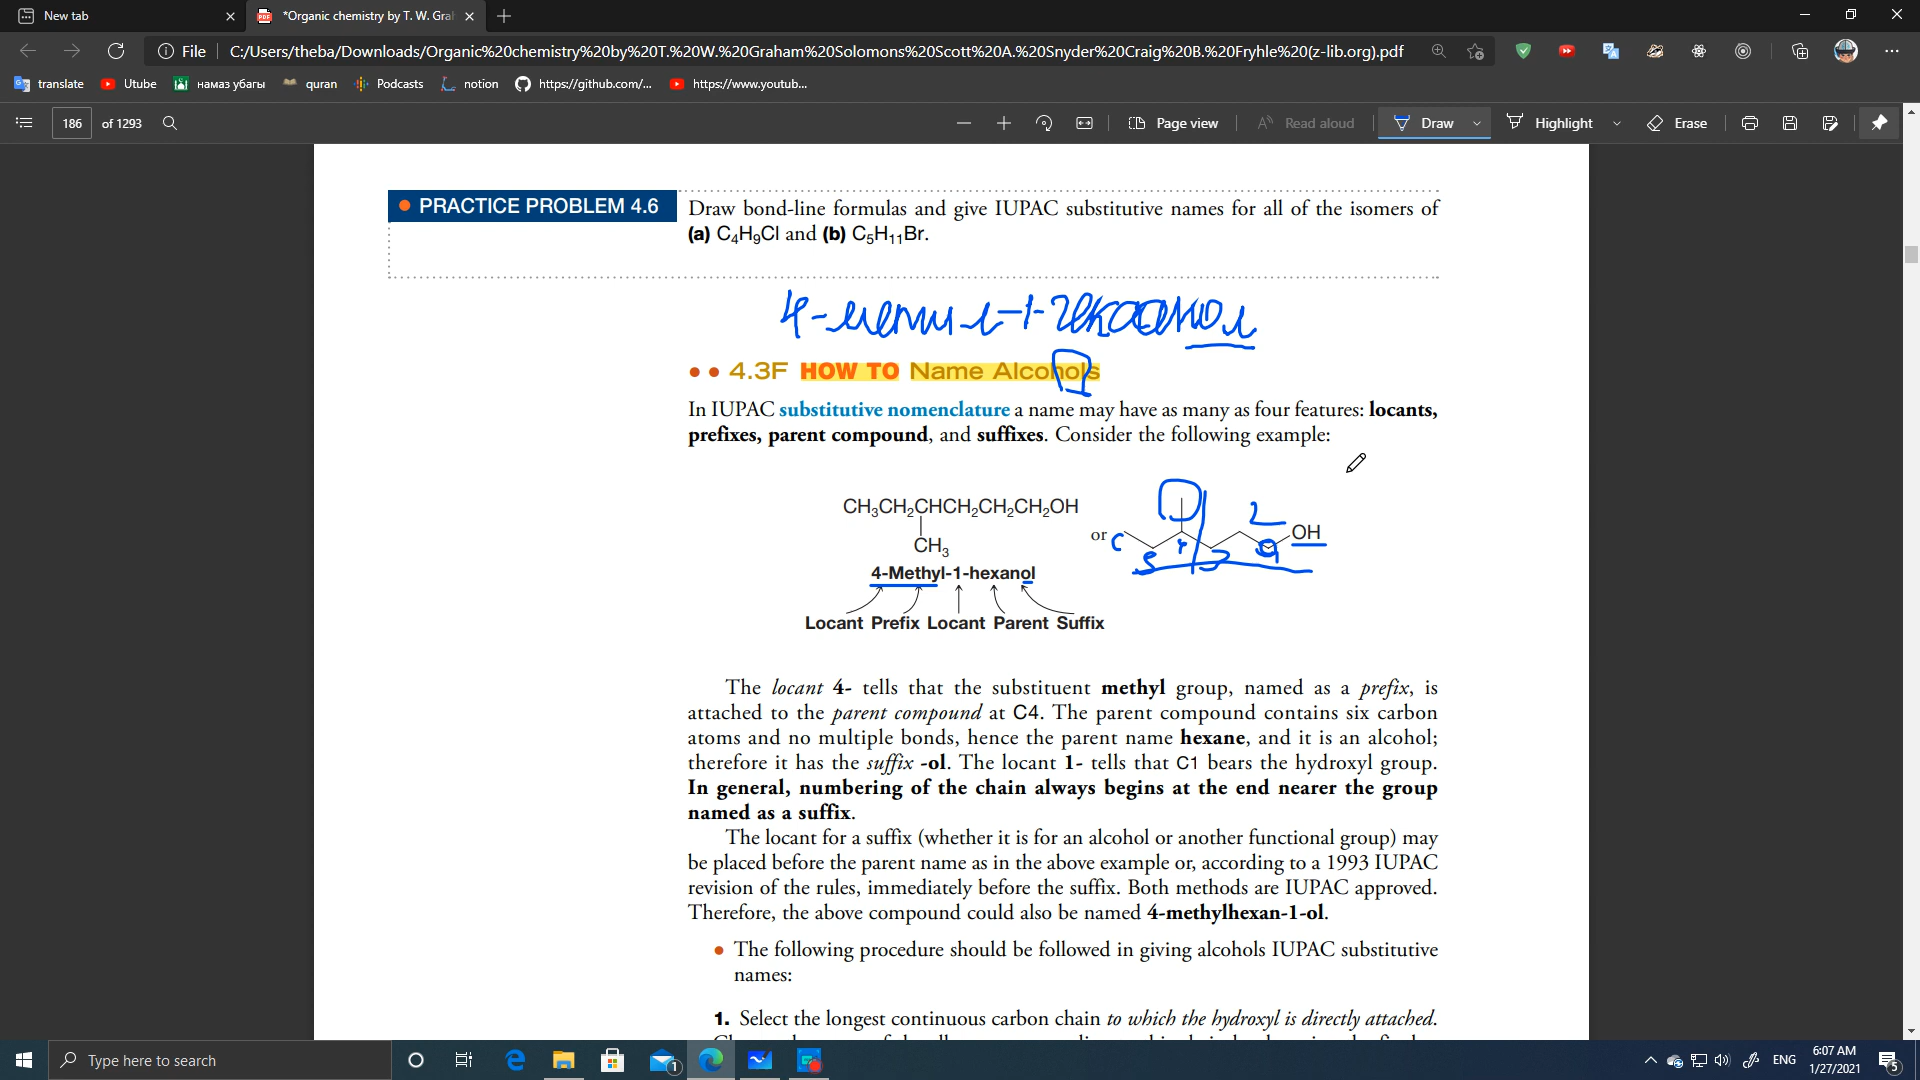 New tab
*Organic chemistry by T. W. Gra
File
C:/Users/theba/Downloads/Organic%20chemistry%20by%20T.%20W.%20Graham%20Solomons%20Scott%20A.%20Snyder%20Craig%20B.%20Fryhle%20(z-lib.org).pdf
translate Utube намаз убагы quran Podcasts notion https://github.com/... https://www.youtub...
186 of 1293 Page view Read aloud Draw Highlight Erase
PRACTICE PROBLEM 4.6
Draw bond-line formulas and give IUPAC substitutive names for all of the isomers of
(a) C₄H₉Cl and (b) C₅H₁₁Br.
4-метил-1-гексанол
4.3F HOW TO Name Alcohols
In IUPAC substitutive nomenclature a name may have as many as four features: locants,
prefixes, parent compound, and suffixes. Consider the following example:
CH₃CH₂CHCH₂CH₂CH₂OH
CH₃
or
OH
2
5 4 3
4-Methyl-1-hexanol
Locant Prefix Locant Parent Suffix
The locant 4- tells that the substituent methyl group, named as a prefix, is
attached to the parent compound at C4. The parent compound contains six carbon
atoms and no multiple bonds, hence the parent name hexane, and it is an alcohol;
therefore it has the suffix -ol. The locant 1- tells that C1 bears the hydroxyl group.
In general, numbering of the chain always begins at the end nearer the group
named as a suffix.
The locant for a suffix (whether it is for an alcohol or another functional group) may
be placed before the parent name as in the above example or, according to a 1993 IUPAC
revision of the rules, immediately before the suffix. Both methods are IUPAC approved.
Therefore, the above compound could also be named 4-methylhexan-1-ol.
• The following procedure should be followed in giving alcohols IUPAC substitutive
names:
1. Select the longest continuous carbon chain to which the hydroxyl is directly attached.
Type here to search
1
ENG
6:07 AM
1/27/2021
5